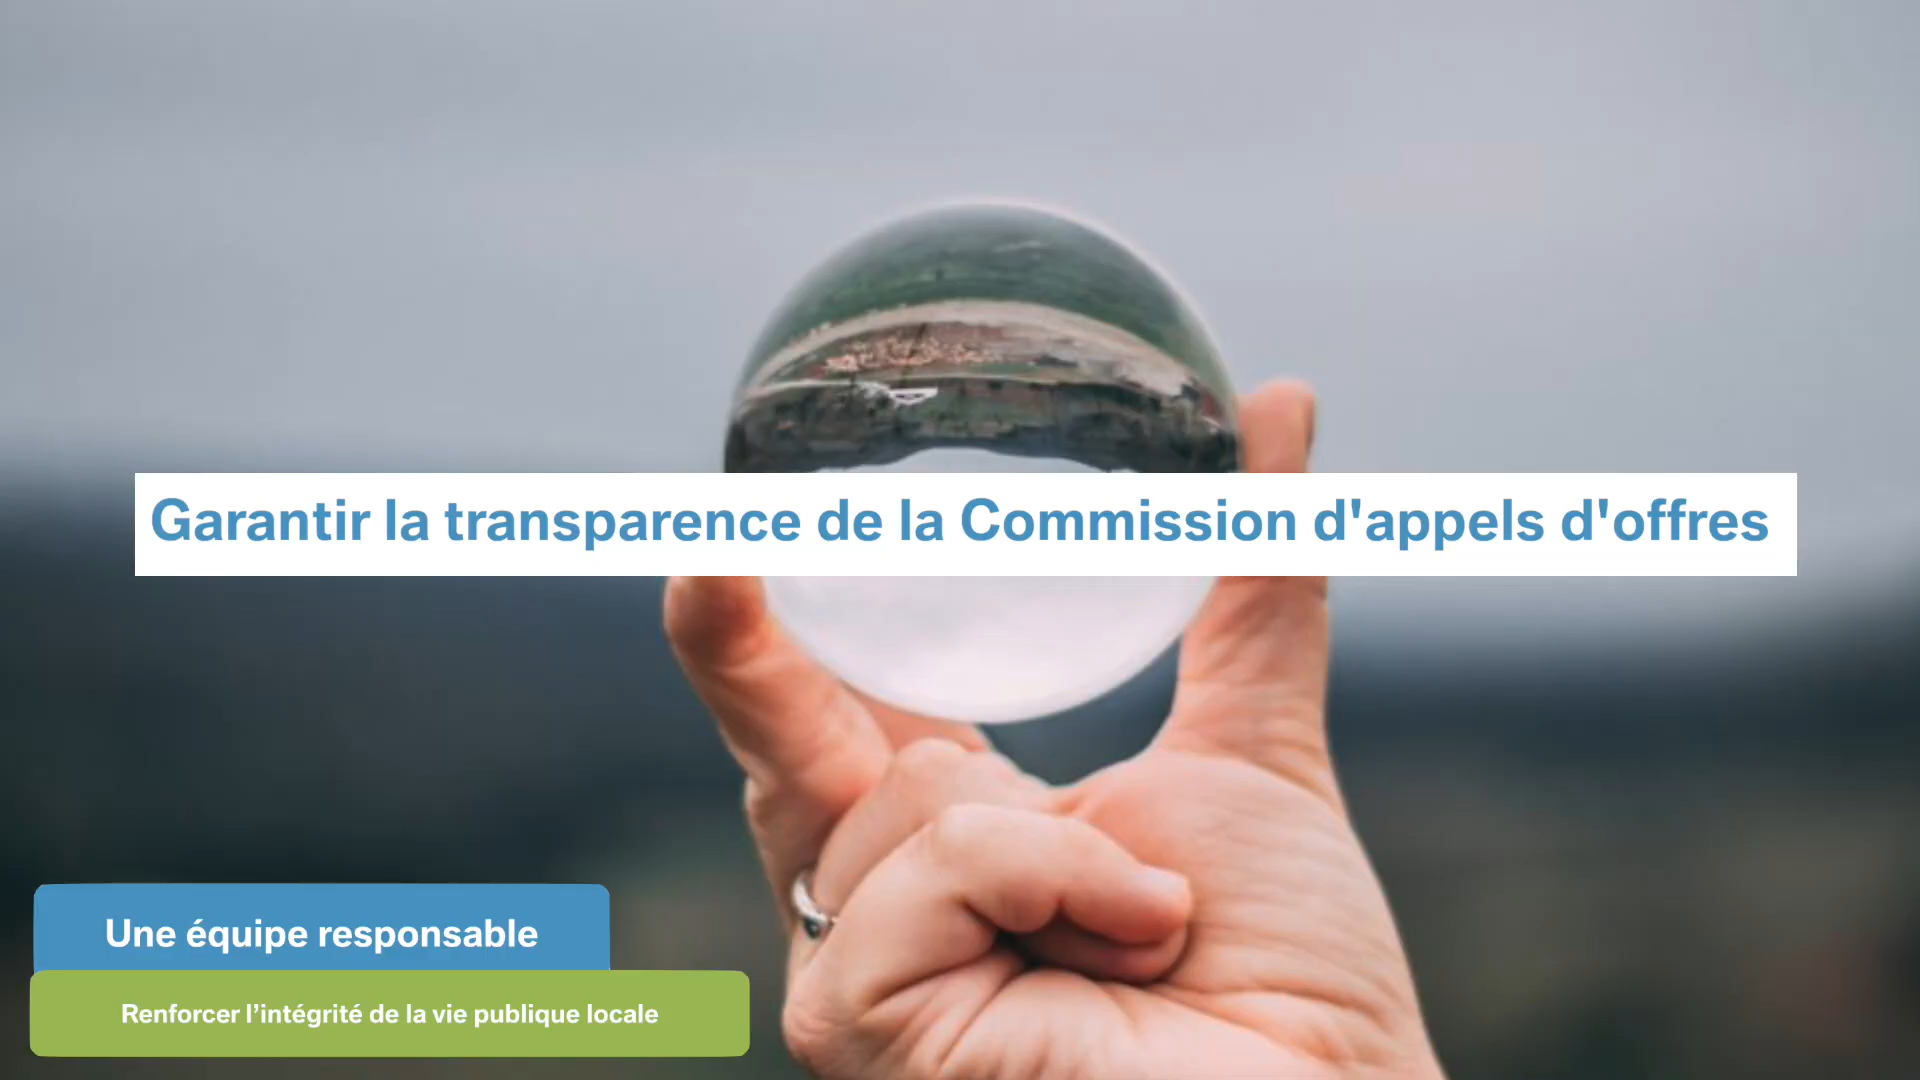 Garantir la transparence de la Commission d'appels d'offres
Une équipe responsable
Renforcer l’intégrité de la vie publique locale